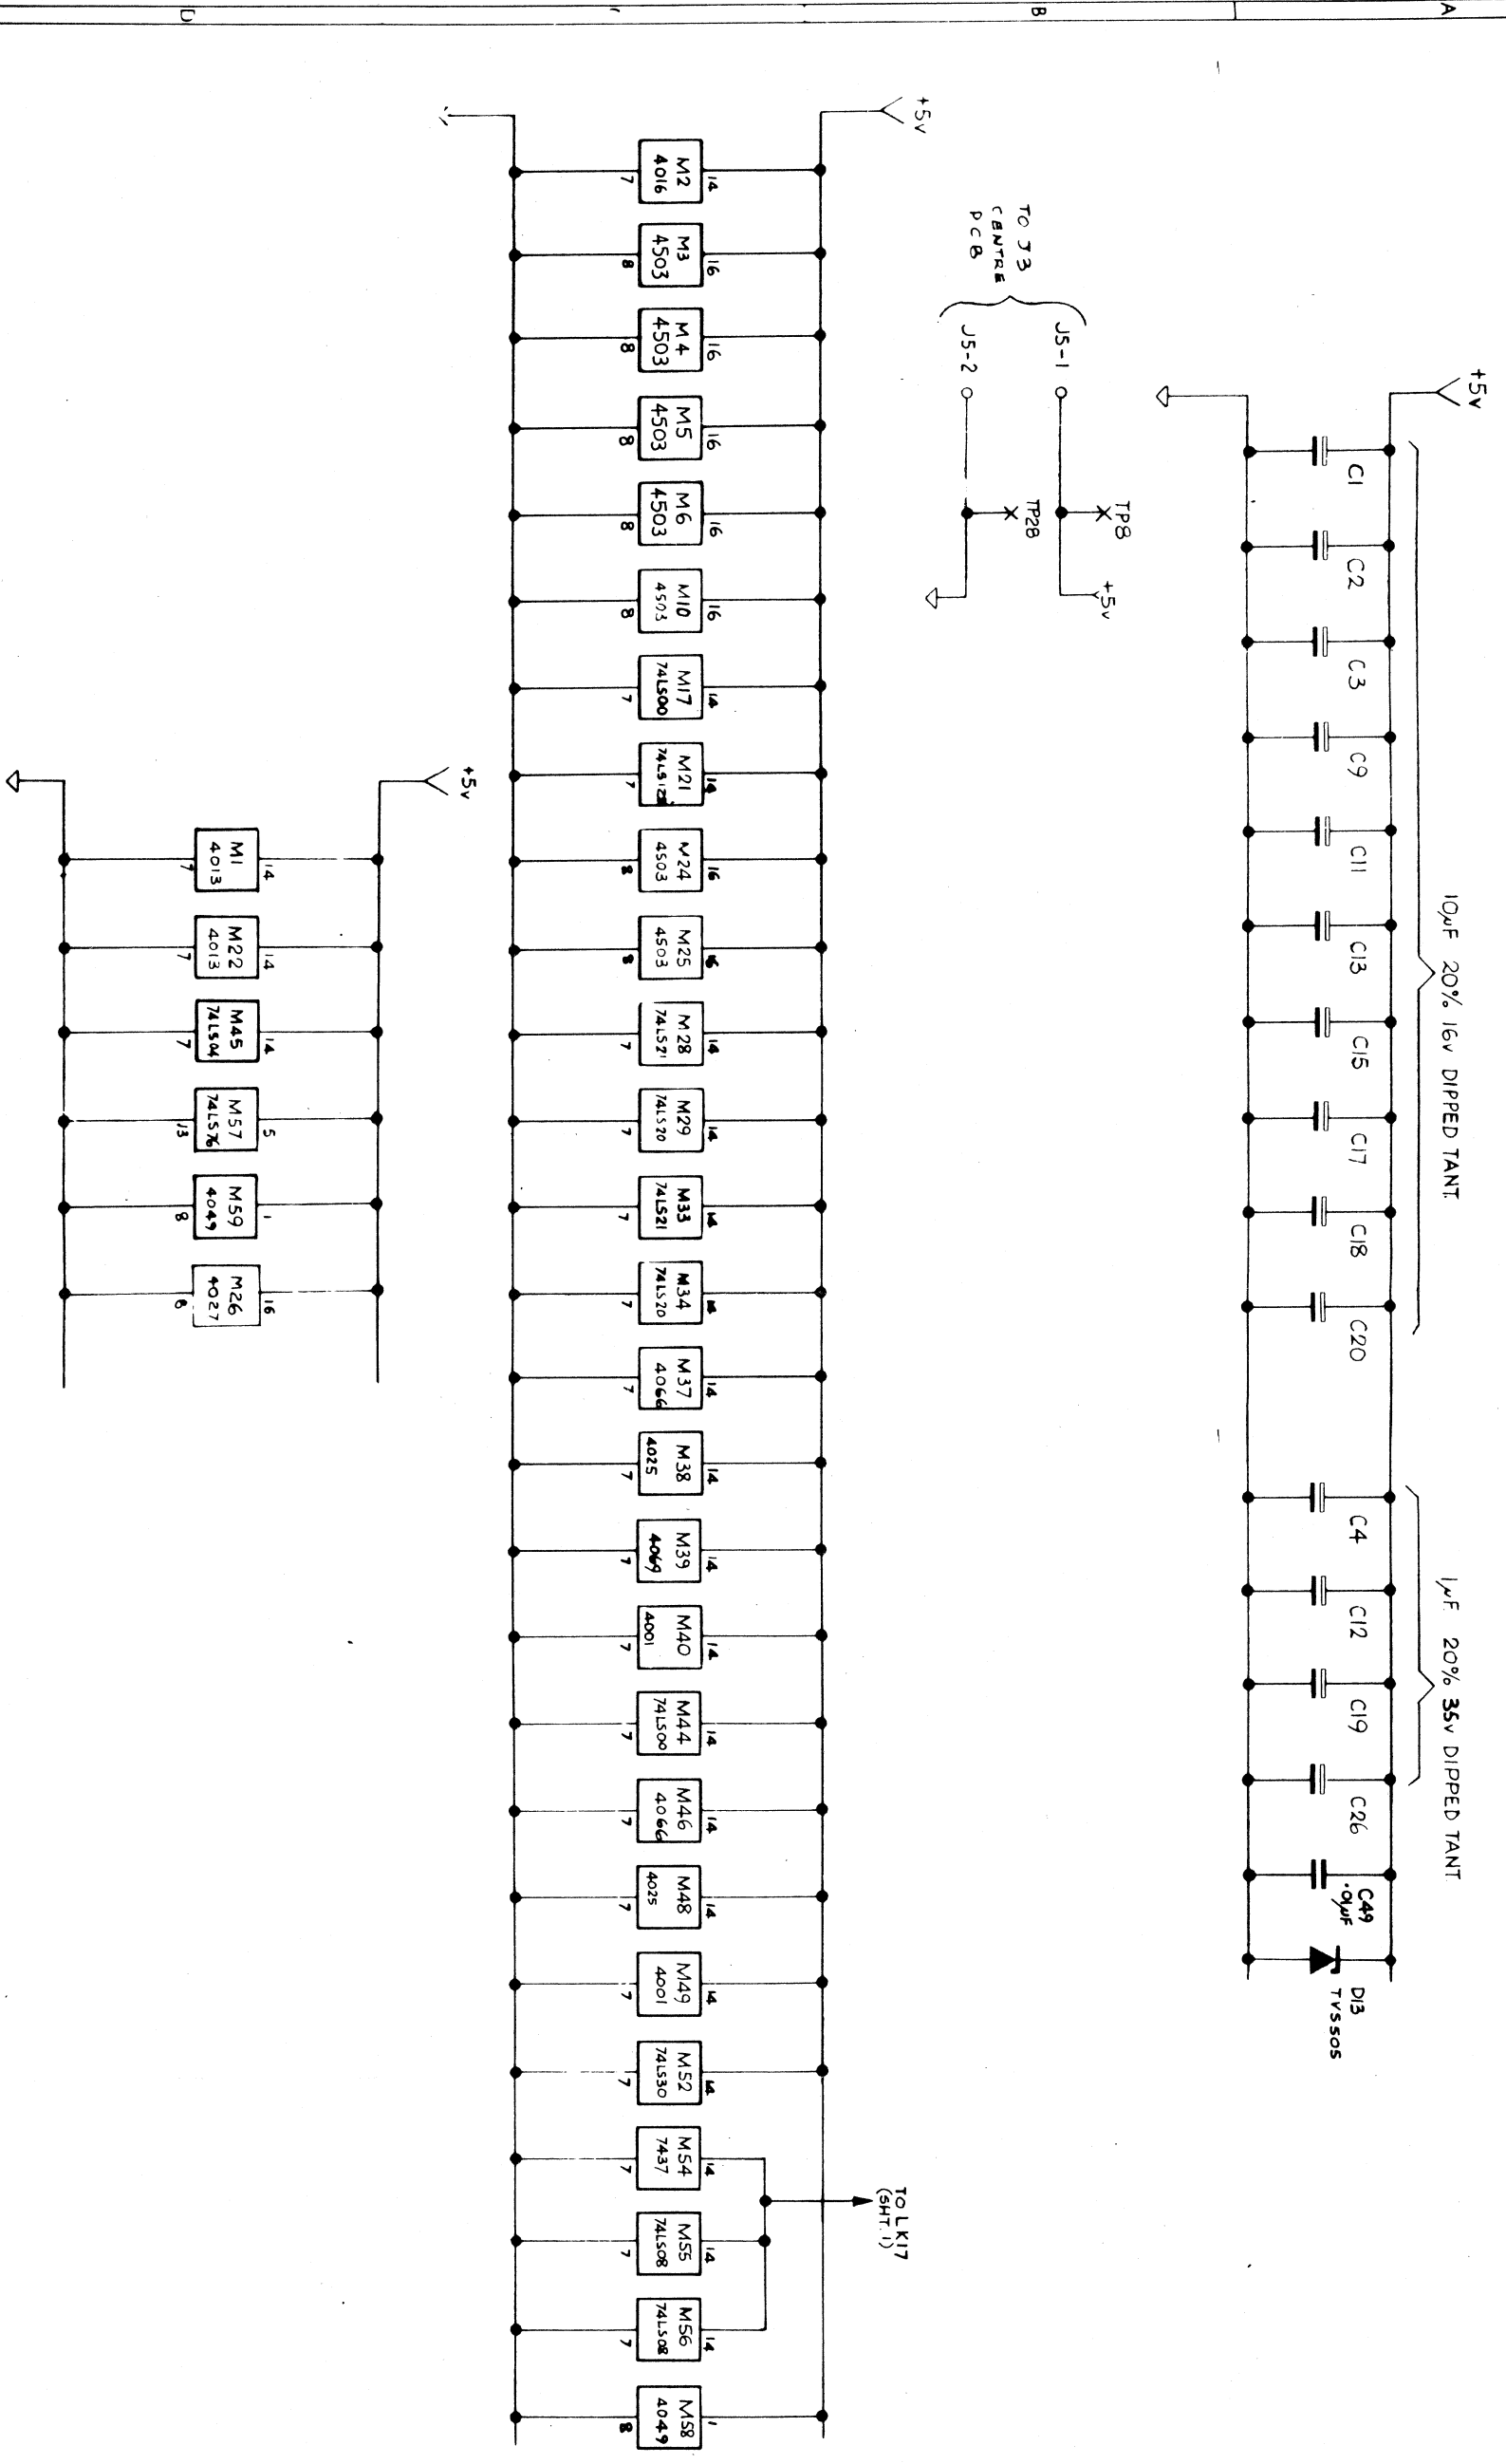 A
B
D
+5v
10µF 20% 16v DIPPED TANT.
C1
C2
C3
C9
C11
C13
C15
C17
C18
C20
1µF 20% 35v DIPPED TANT
C4
C12
C19
C26
C49
.01µF
D13
TVS505
TO J3
CENTRE
PCB
J5-1
J5-2
TP8
TP28
+5v
+5v
14
M2
4016
7
16
M3
4503
8
16
M4
4503
8
16
M5
4503
8
16
M6
4503
8
16
M10
4503
8
14
M17
74LS00
7
14
M21
7
16
M24
4503
8
16
M25
4503
8
14
M28
74LS21
7
14
M29
74LS20
7
14
M33
74LS21
7
14
M34
74LS20
7
14
M37
4066
7
14
M38
4025
7
14
M39
4069
7
14
M40
4001
7
14
M44
74LS00
7
14
M46
4066
7
14
M48
4025
7
14
M49
4001
7
14
M52
74LS30
7
14
M54
7437
7
14
M55
74LS08
7
14
M56
74LS08
7
TO LK17
(SHT.1)
1
M58
4049
8
+5v
14
M1
4013
7
14
M22
4013
7
14
M45
74LS04
7
5
M57
74LS76
13
1
M59
4049
8
16
M26
4027
8